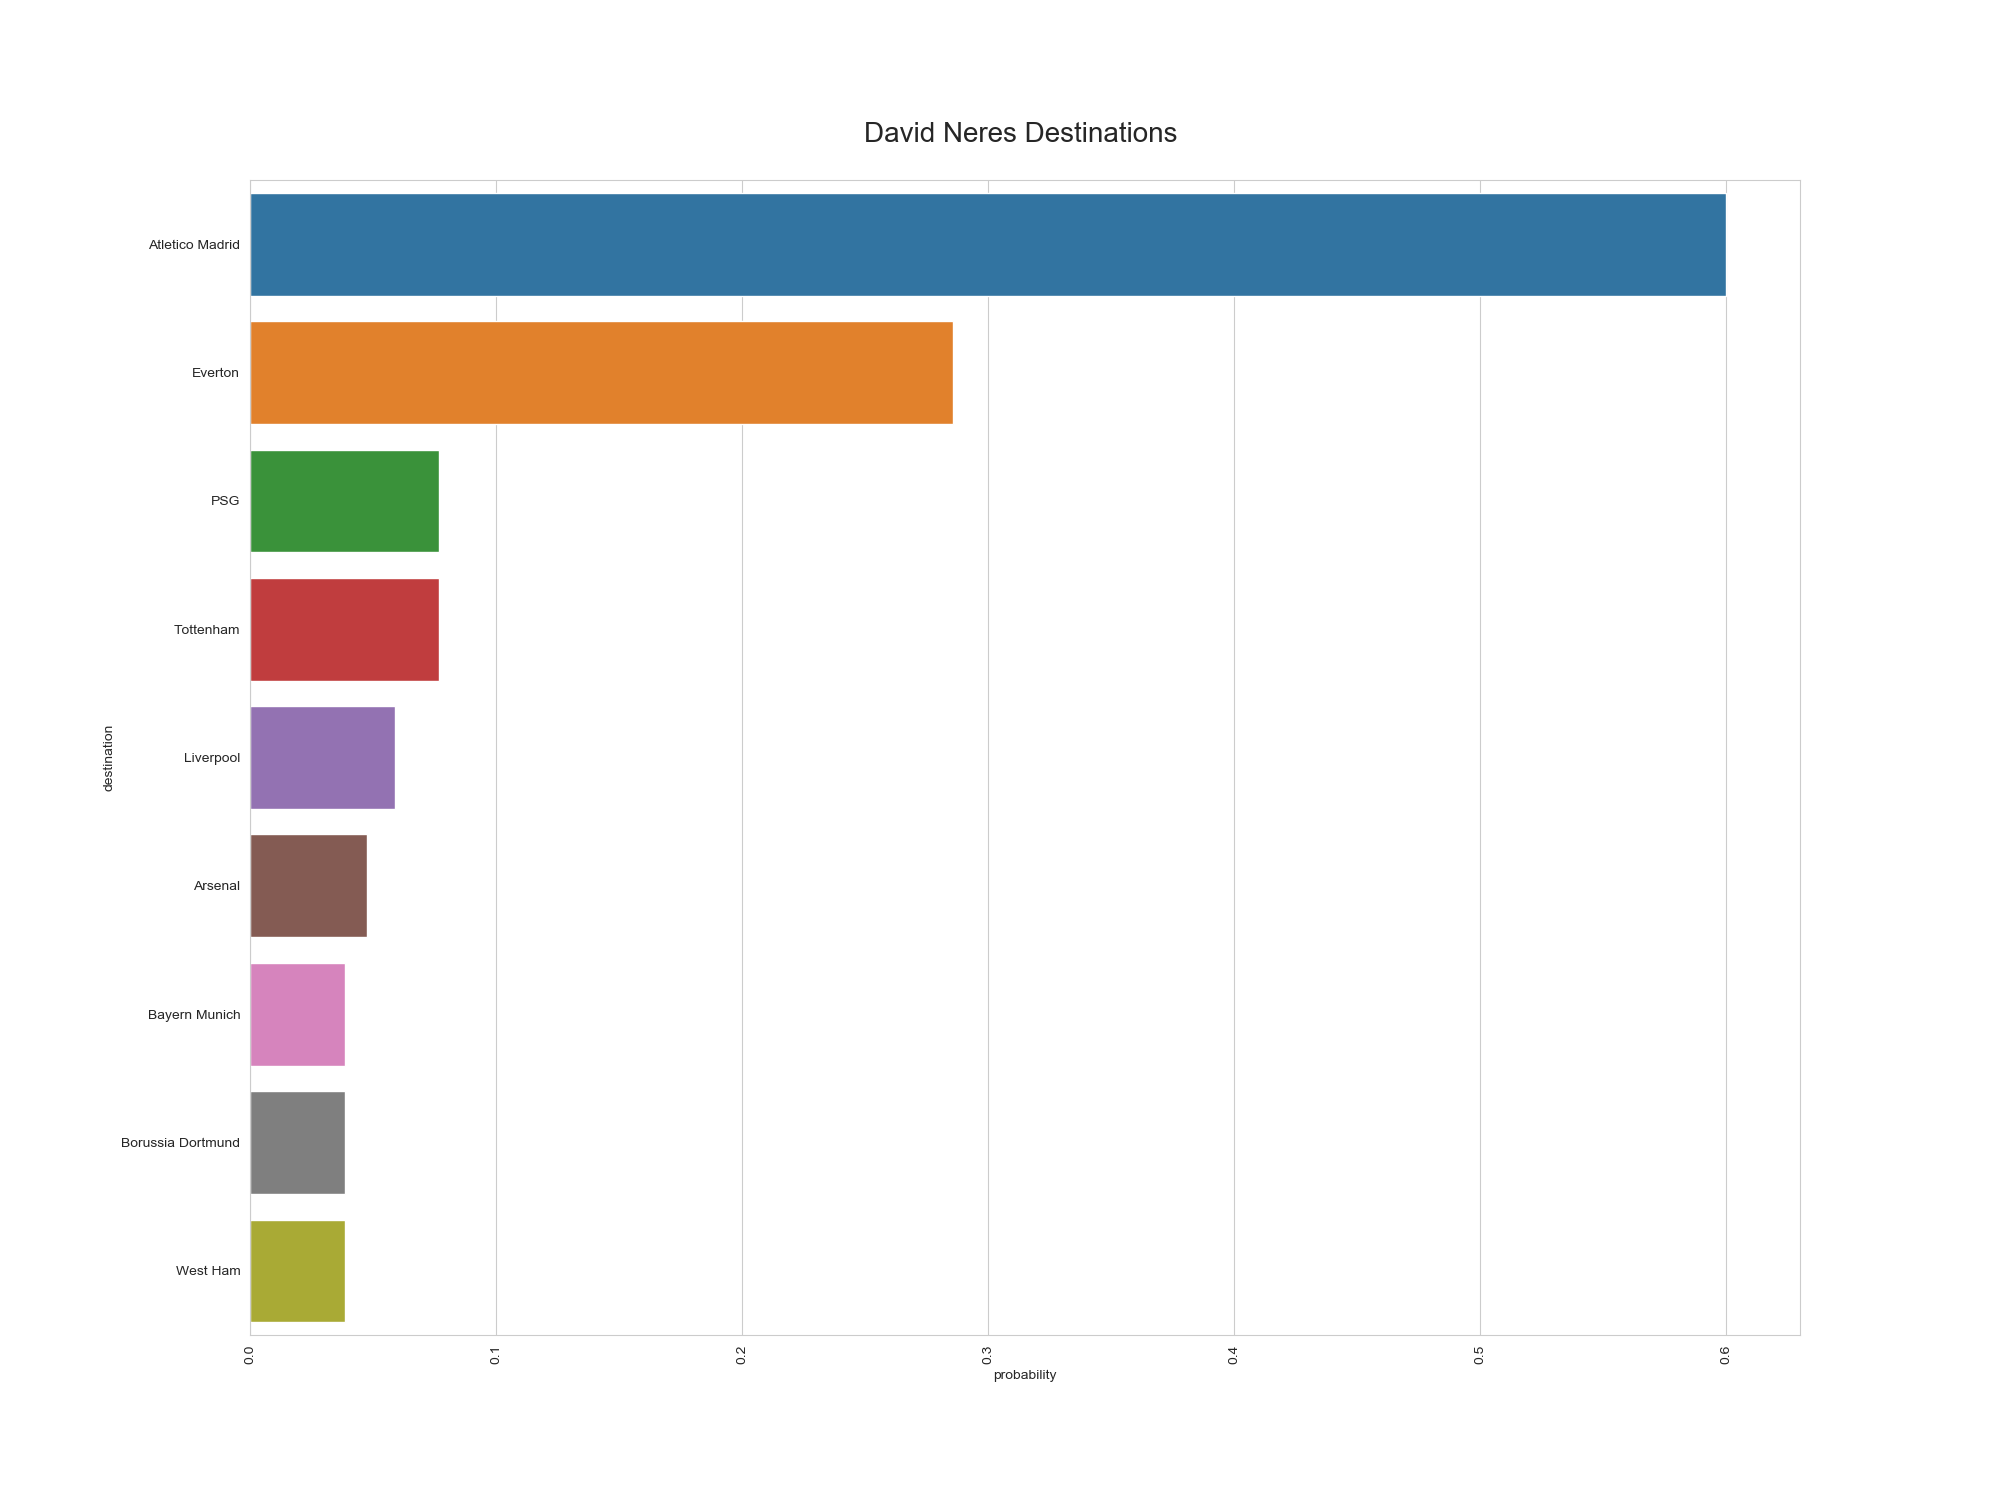 David Neres Destinations
destination
Atletico Madrid
Everton
PSG
Tottenham
Liverpool
Arsenal
Bayern Munich
Borussia Dortmund
West Ham
0.0 0.1 0.2 0.3 0.4 0.5 0.6
probability